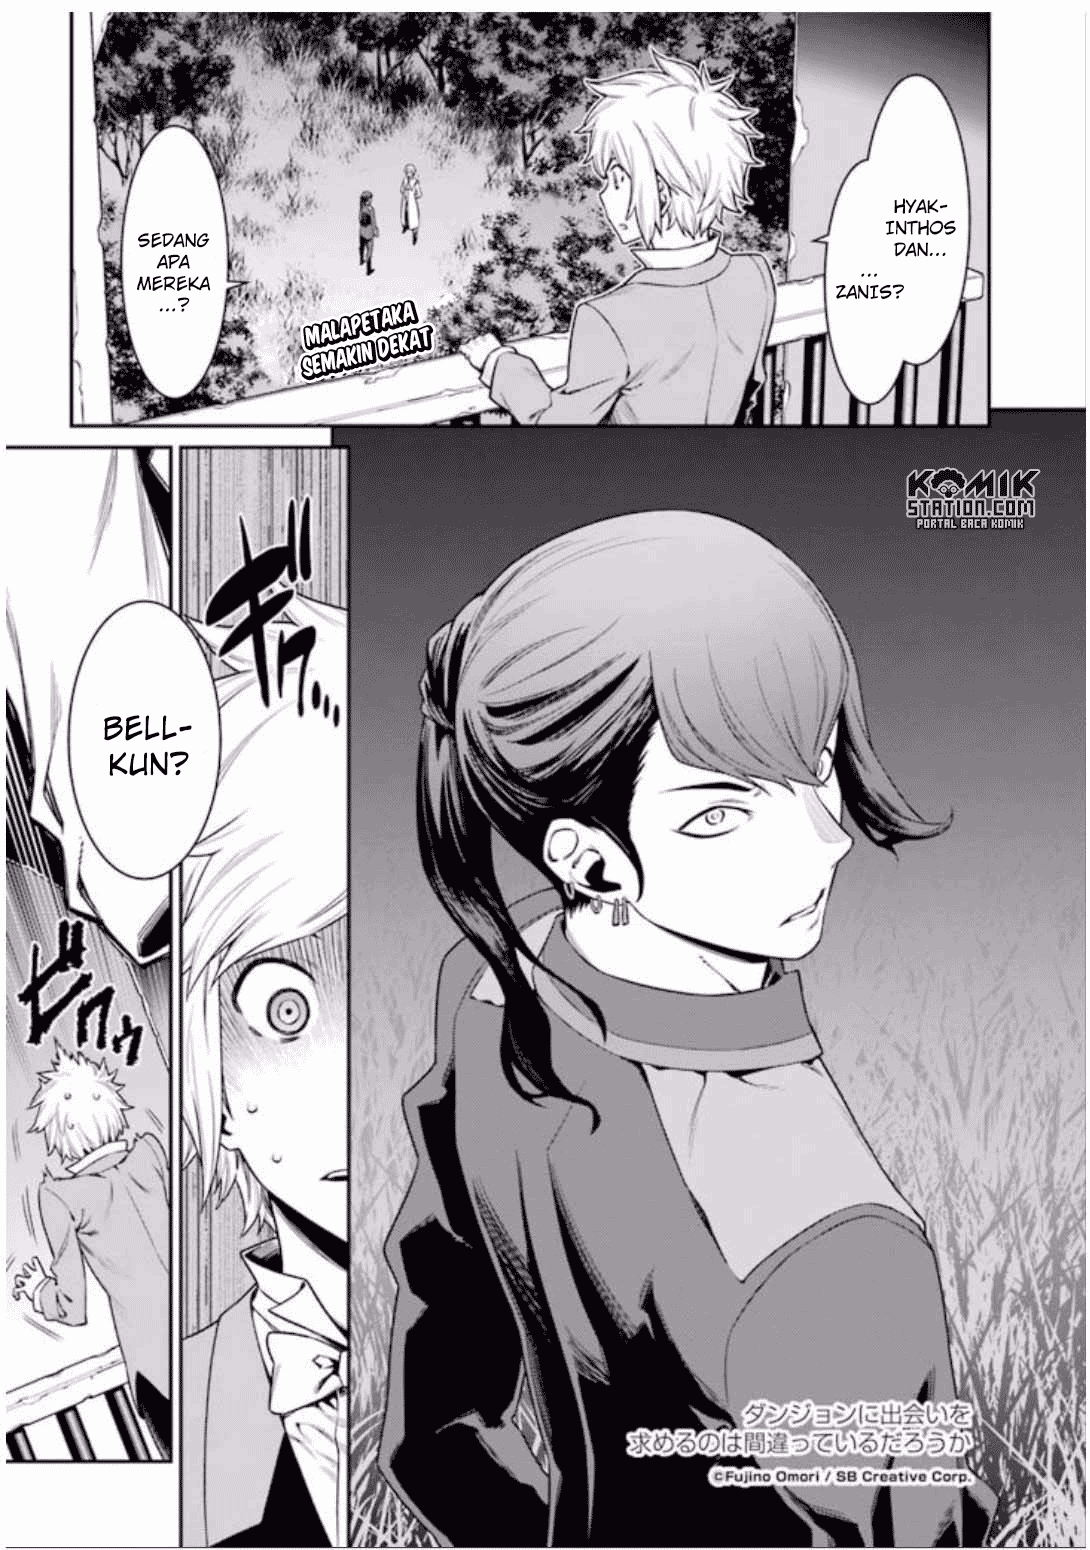 HYAK-
INTHOS
DAN...
...
ZANIS?
SEDANG
APA
MEREKA
...?
MALAPETAKA
SEMAKIN DEKAT
KOMIK
STATION.COM
PORTAL BACA KOMIK
ギロッ....
BELL-
KUN?
ビクゥ
ダンジョンに出会いを
求めるのは間違っているだろうか
©Fujino Omori / SB Creative Corp.